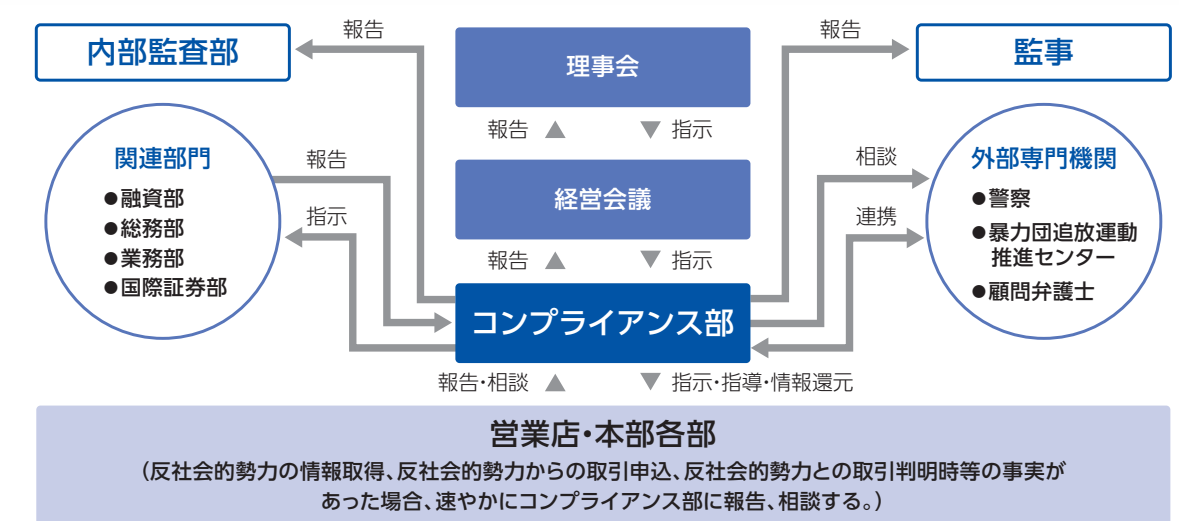 報告
報告
内部監査部
理事会
監事
報告 ▲ ▼ 指示
関連部門
●融資部
●総務部
●業務部
●国際証券部
報告
指示
経営会議
相談
連携
外部専門機関
●警察
●暴力団追放運動
推進センター
●顧問弁護士
報告 ▲ ▼ 指示
コンプライアンス部
報告・相談 ▲ ▼ 指示・指導・情報還元
営業店・本部各部
(反社会的勢力の情報取得、反社会的勢力からの取引申込、反社会的勢力との取引判明時等の事実が
あった場合、速やかにコンプライアンス部に報告、相談する。)